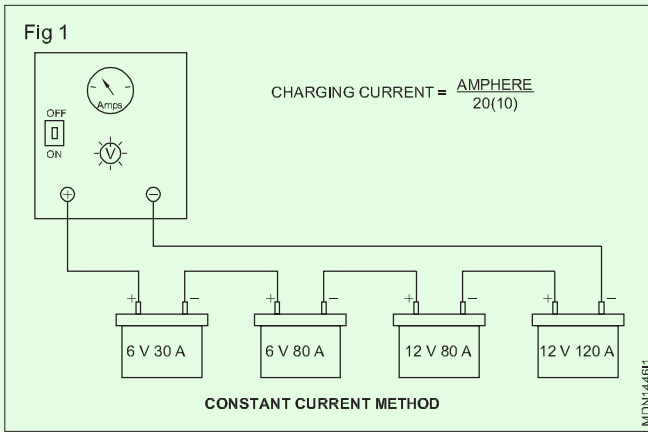 Fig 1
Amps
OFF
ON
V
+
–
CHARGING CURRENT = AMPHERE
20(10)
+ – + – + – + –
6 V 30 A 6 V 80 A 12 V 80 A 12 V 120 A
CONSTANT CURRENT METHOD
MDN1446I1